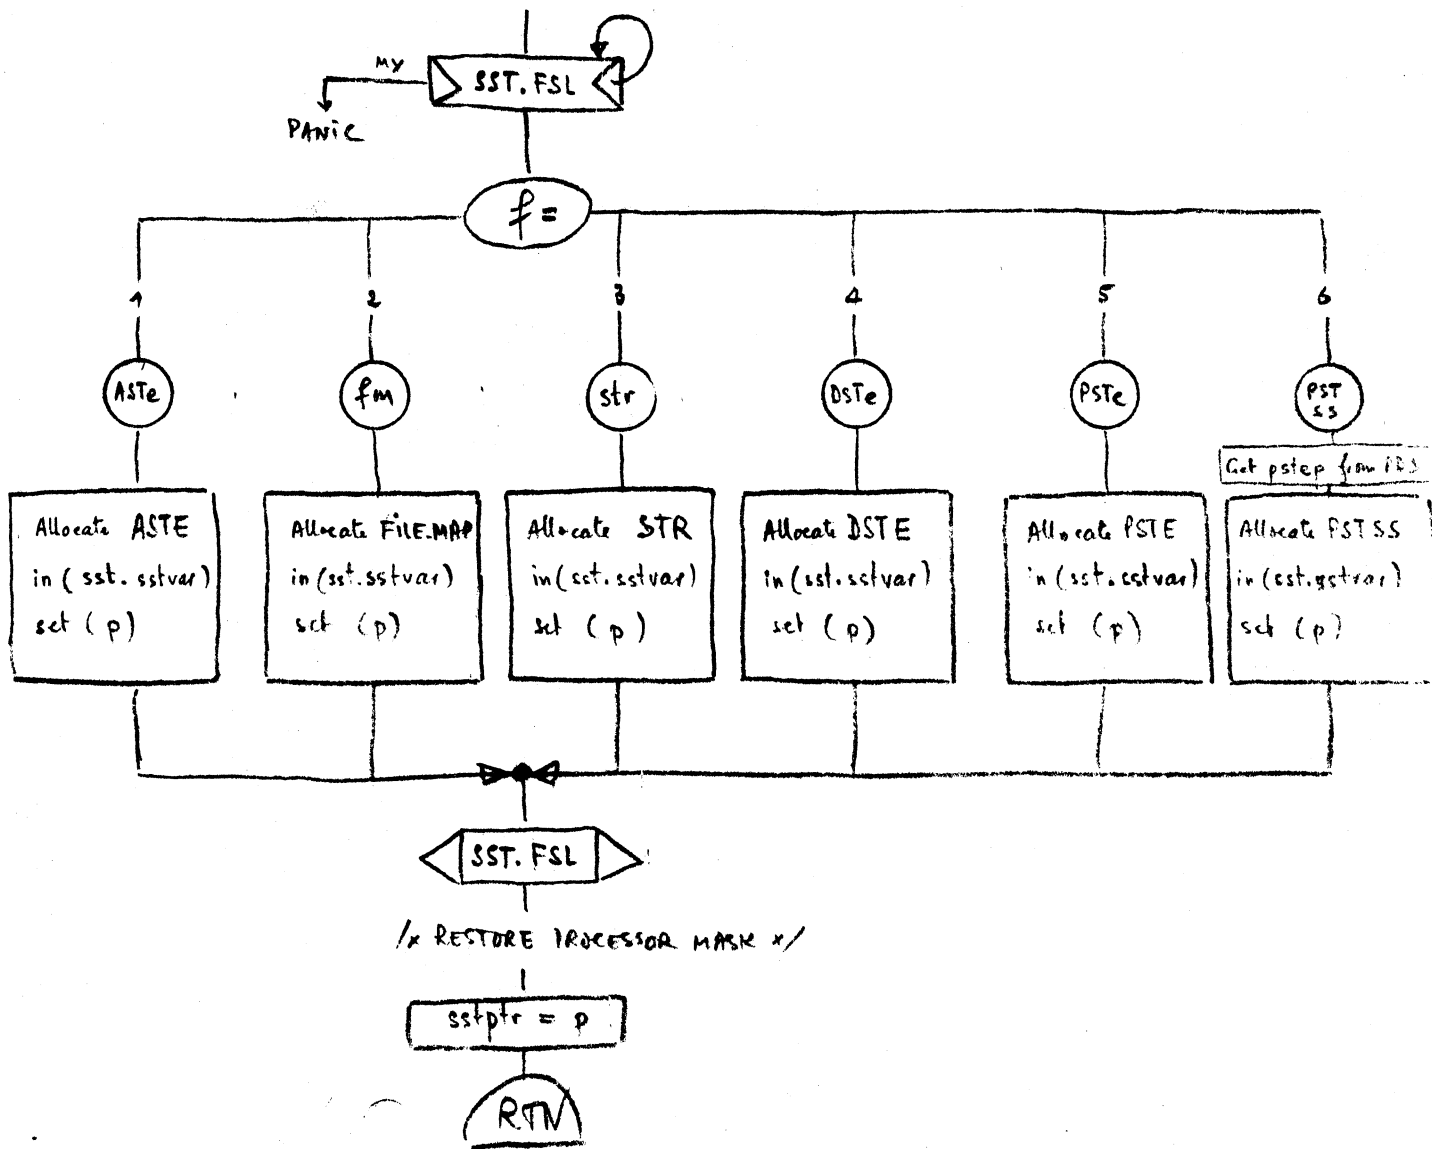 MY
SST.FSL
PANiC
f =
1 2 3 4 5 6
ASTe fm str DSTe PSTe PST
SS
Get pstep from
Allocate ASTE
in (sst.sstvar)
set (p)
Allocate FiLE.MAP
in (sst.sstvar)
set (p)
Allocate STR
in (sst.sstvar)
set (p)
Allocate DSTE
in (sst.sstvar)
set (p)
Allocate PSTE
in (sst.sstvar)
set (p)
Allocate PSTSS
in (sst.sstvar)
set (p)
SST.FSL
/* RESTORE PROCESSOR MASK */
sstptr = p
RTN